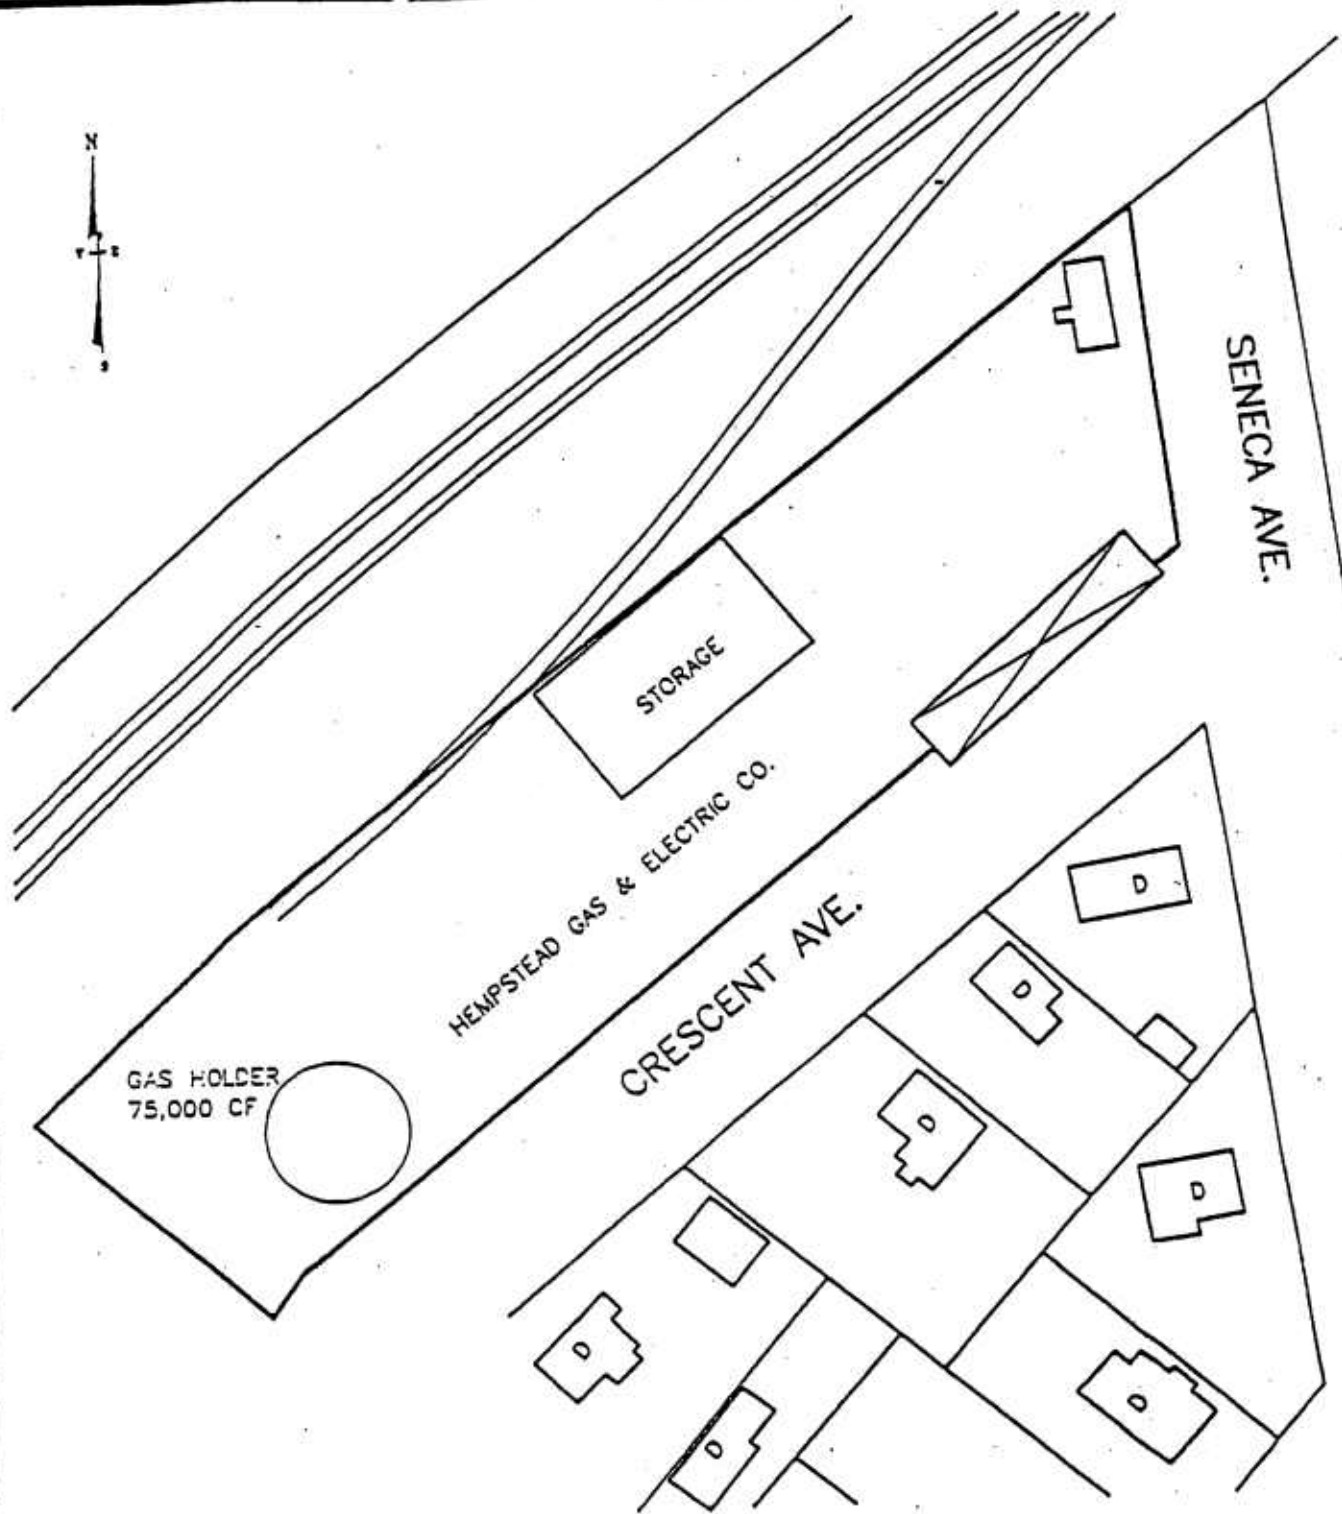 N
E
S
SENECA AVE.
STORAGE
HEMPSTEAD GAS & ELECTRIC CO.
CRESCENT AVE.
D
D
GAS HOLDER
75,000 CF
D
D
D
D
D